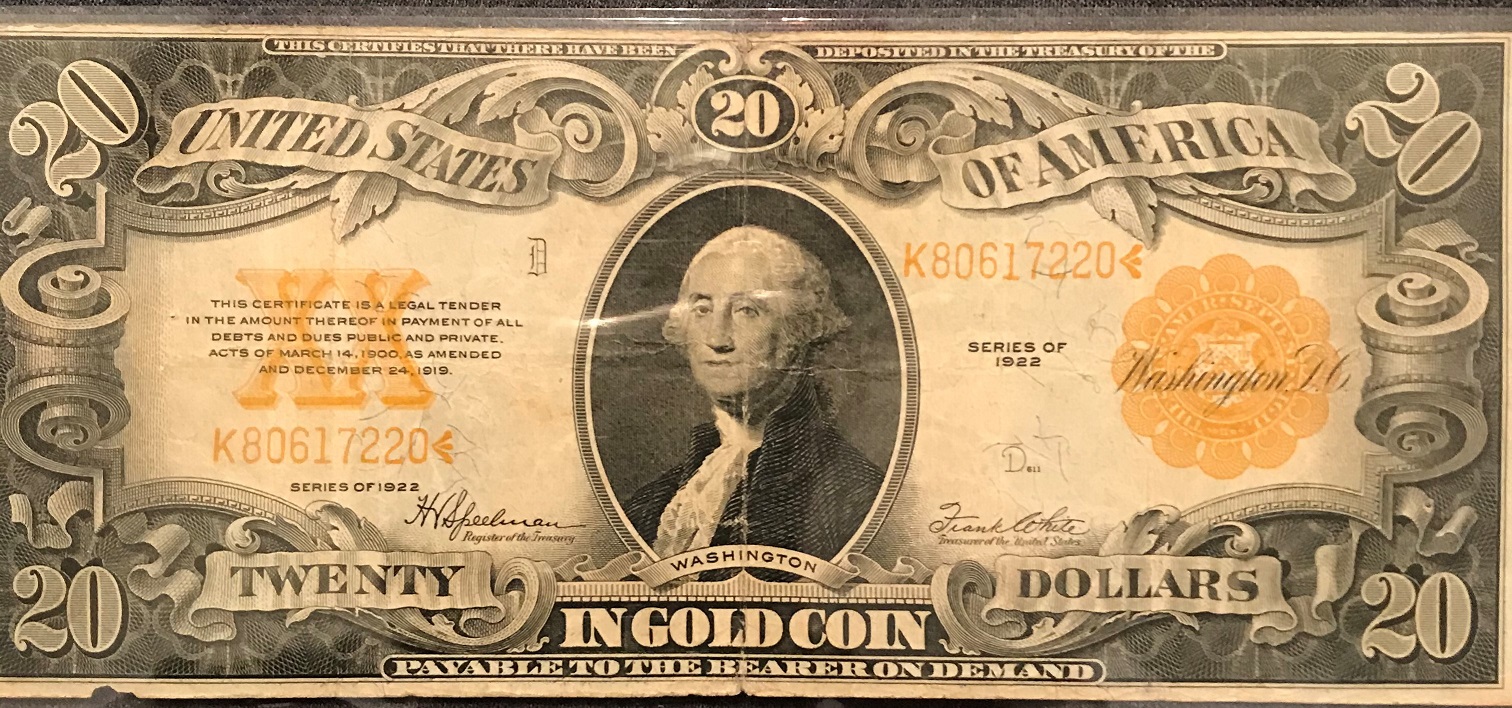 THIS CERTIFIES THAT THERE HAVE BEEN
DEPOSITED IN THE TREASURY OF THE
20
20
20
UNITED STATES
OF AMERICA
D
K80617220
XX
THIS CERTIFICATE IS A LEGAL TENDER
IN THE AMOUNT THEREOF IN PAYMENT OF ALL
DEBTS AND DUES PUBLIC AND PRIVATE.
ACTS OF MARCH 14, 1900, AS AMENDED
AND DECEMBER 24, 1919.
SERIES OF
1922
Washington, D.C.
K80617220
D 811
SERIES OF 1922
H V Speelman
Register of the Treasury
Frank White
Treasurer of the United States
WASHINGTON
20
TWENTY
DOLLARS
20
IN GOLD COIN
PAYABLE TO THE BEARER ON DEMAND